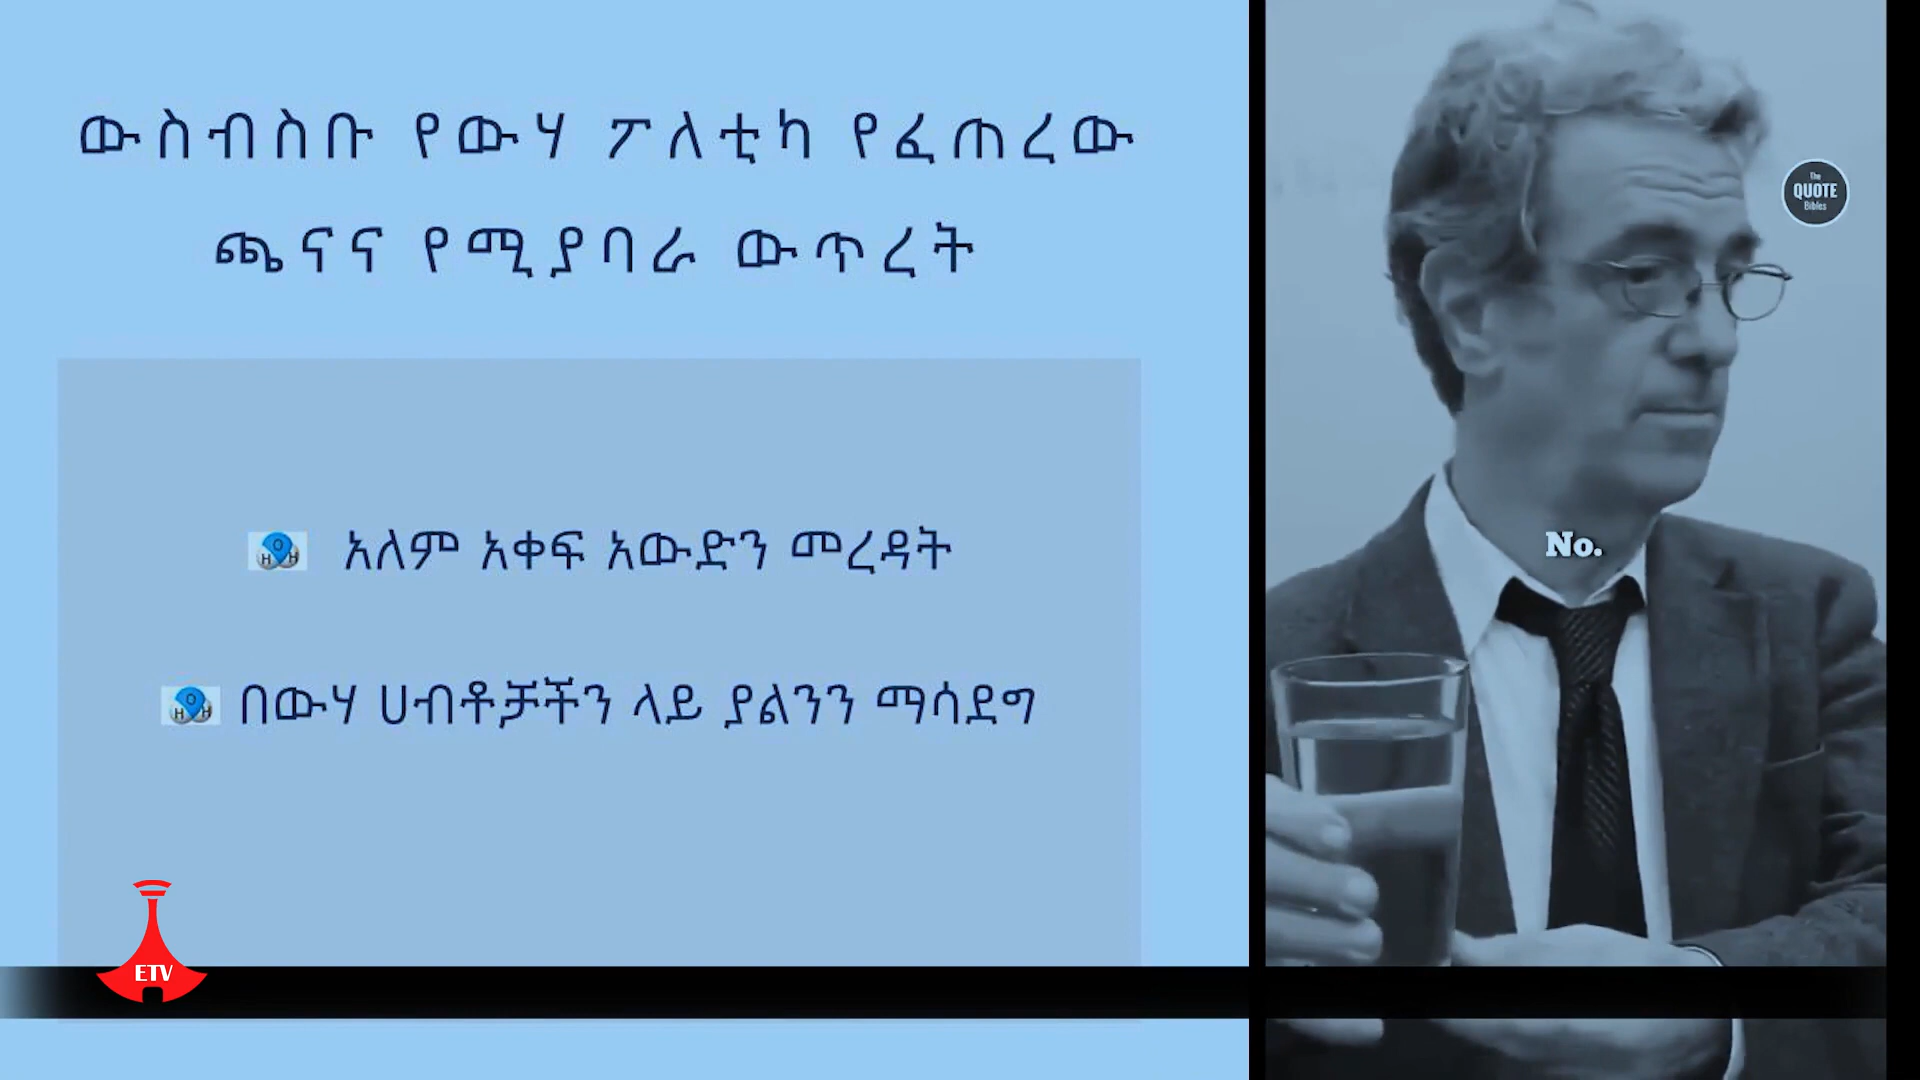 ውስብስቡ የውሃ ፖለቲካ የፈጠረው
ጫናና የሚያባራ ውጥረት
አለም አቀፍ አውድን መረዳት
በውሃ ሀብቶቻችን ላይ ያልንን ማሳደግ
H O H
H O H
The
QUOTE
Bibles
No.
ETV